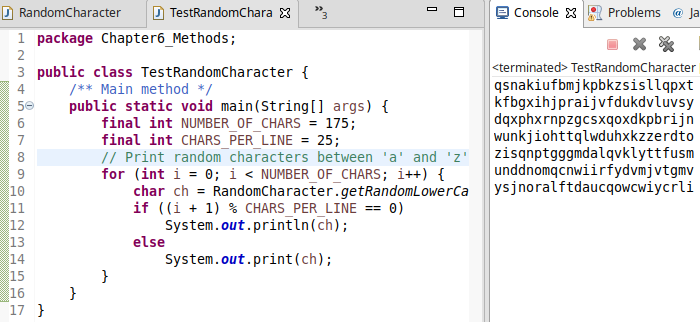 RandomCharacter
TestRandomChara
3
1 package Chapter6_Methods;
2
3 public class TestRandomCharacter {
4 /** Main method */
5 public static void main(String[] args) {
6 final int NUMBER_OF_CHARS = 175;
7 final int CHARS_PER_LINE = 25;
8 // Print random characters between 'a' and 'z'
9 for (int i = 0; i < NUMBER_OF_CHARS; i++) {
10 char ch = RandomCharacter.getRandomLowerCa
11 if ((i + 1) % CHARS_PER_LINE == 0)
12 System.out.println(ch);
13 else
14 System.out.print(ch);
15 }
16 }
17 }
Console
Problems
@ Ja
<terminated> TestRandomCharacter
qsnakiufbmjkpbkzsisllqpxt
kfbgxihjpraijvfdukdvluvsy
dqxphxrnpzgcsxqoxdkpbrijn
wunkjiohttqlwduhxkzzerdto
zisqnptgggmdalqvklyttfusm
unddnomqcnwiirfydvmjvtgmv
ysjnoralftdaucqowcwiycrli